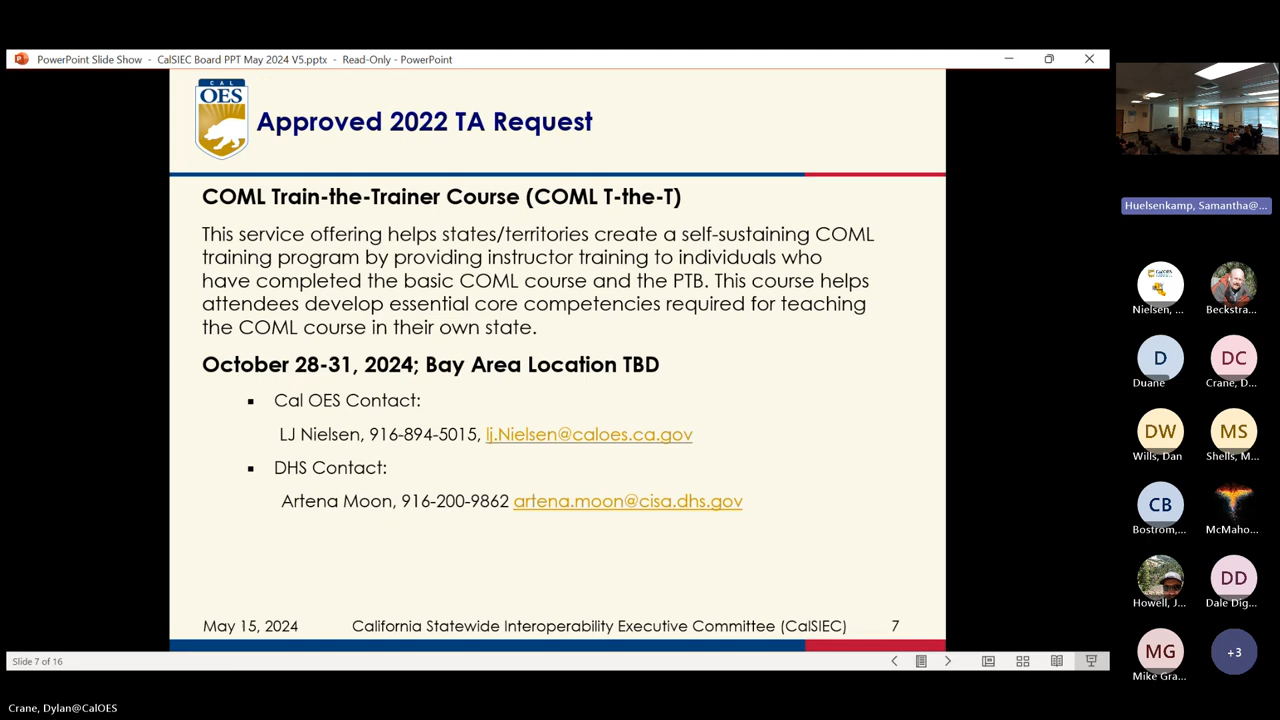 PowerPoint Slide Show - CalSIEC Board PPT May 2024 V5.pptx - Read-Only - PowerPoint
CAL
OES
Approved 2022 TA Request
COML Train-the-Trainer Course (COML T-the-T)
This service offering helps states/territories create a self-sustaining COML
training program by providing instructor training to individuals who
have completed the basic COML course and the PTB. This course helps
attendees develop essential core competencies required for teaching
the COML course in their own state.
October 28-31, 2024; Bay Area Location TBD
▪ Cal OES Contact:
LJ Nielsen, 916-894-5015, lj.Nielsen@caloes.ca.gov
▪ DHS Contact:
Artena Moon, 916-200-9862 artena.moon@cisa.dhs.gov
May 15, 2024 California Statewide Interoperability Executive Committee (CalSIEC) 7
Slide 7 of 16
Crane, Dylan@CalOES
Huelsenkamp, Samantha@...
Nielsen, ... Beckstra...
D DC
Duane Crane, D...
DW MS
Wills, Dan Shells, M...
CB
Bostrom,... McMaho...
DD
Howell, J... Dale Dig...
MG +3
Mike Gra...